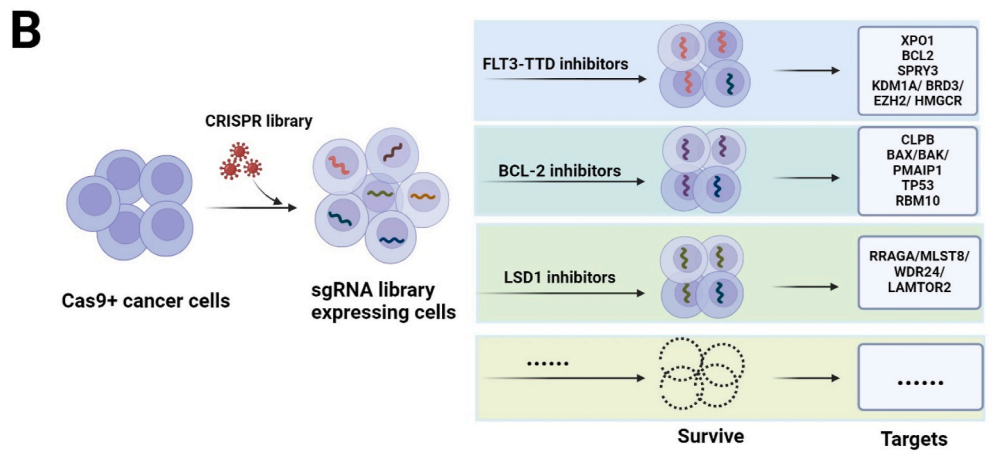 B
CRISPR library
Cas9+ cancer cells
sgRNA library
expressing cells
FLT3-TTD inhibitors
XPO1
BCL2
SPRY3
KDM1A/ BRD3/
EZH2/ HMGCR
BCL-2 inhibitors
CLPB
BAX/BAK/
PMAIP1
TP53
RBM10
LSD1 inhibitors
RRAGA/MLST8/
WDR24/
LAMTOR2
......
......
Survive
Targets